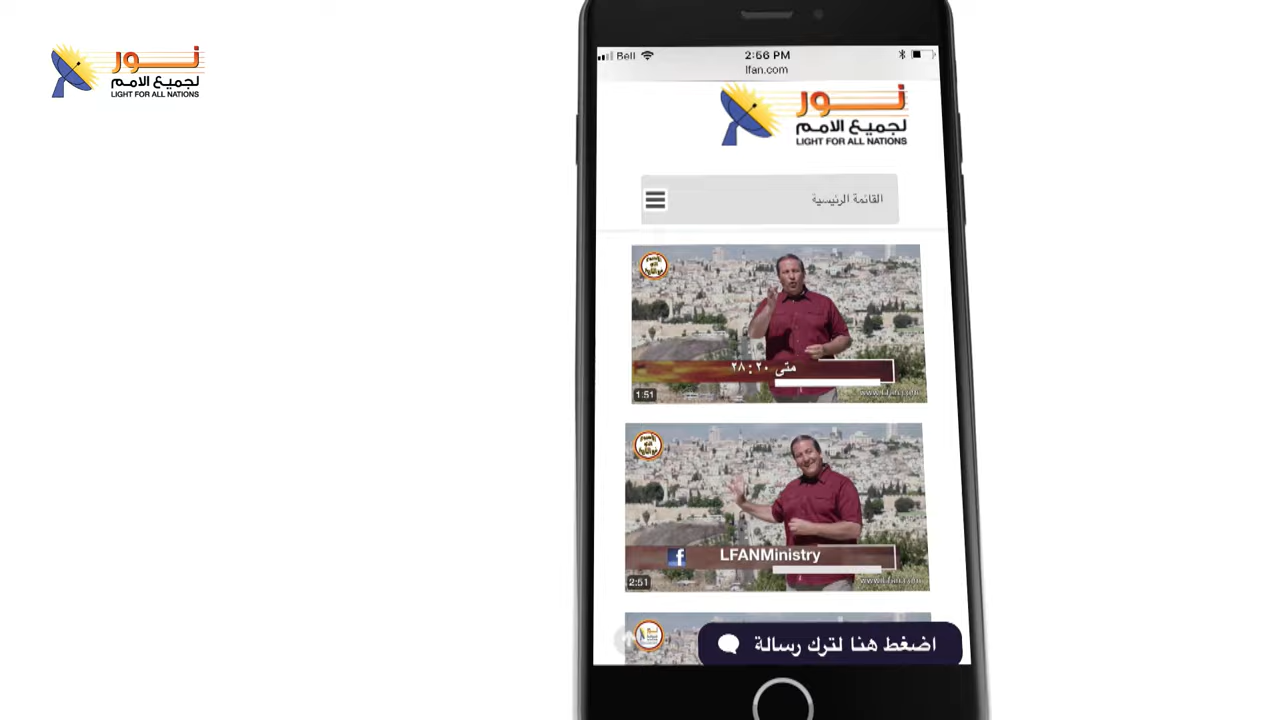 نور
لجميع الامم
LIGHT FOR ALL NATIONS
Bell
2:56 PM
lfan.com
نور
لجميع الامم
LIGHT FOR ALL NATIONS
القائمة الرئيسية
متى ٢٠ : ٢٨
1:51
LFANMinistry
2:51
اضغط هنا لترك رسالة